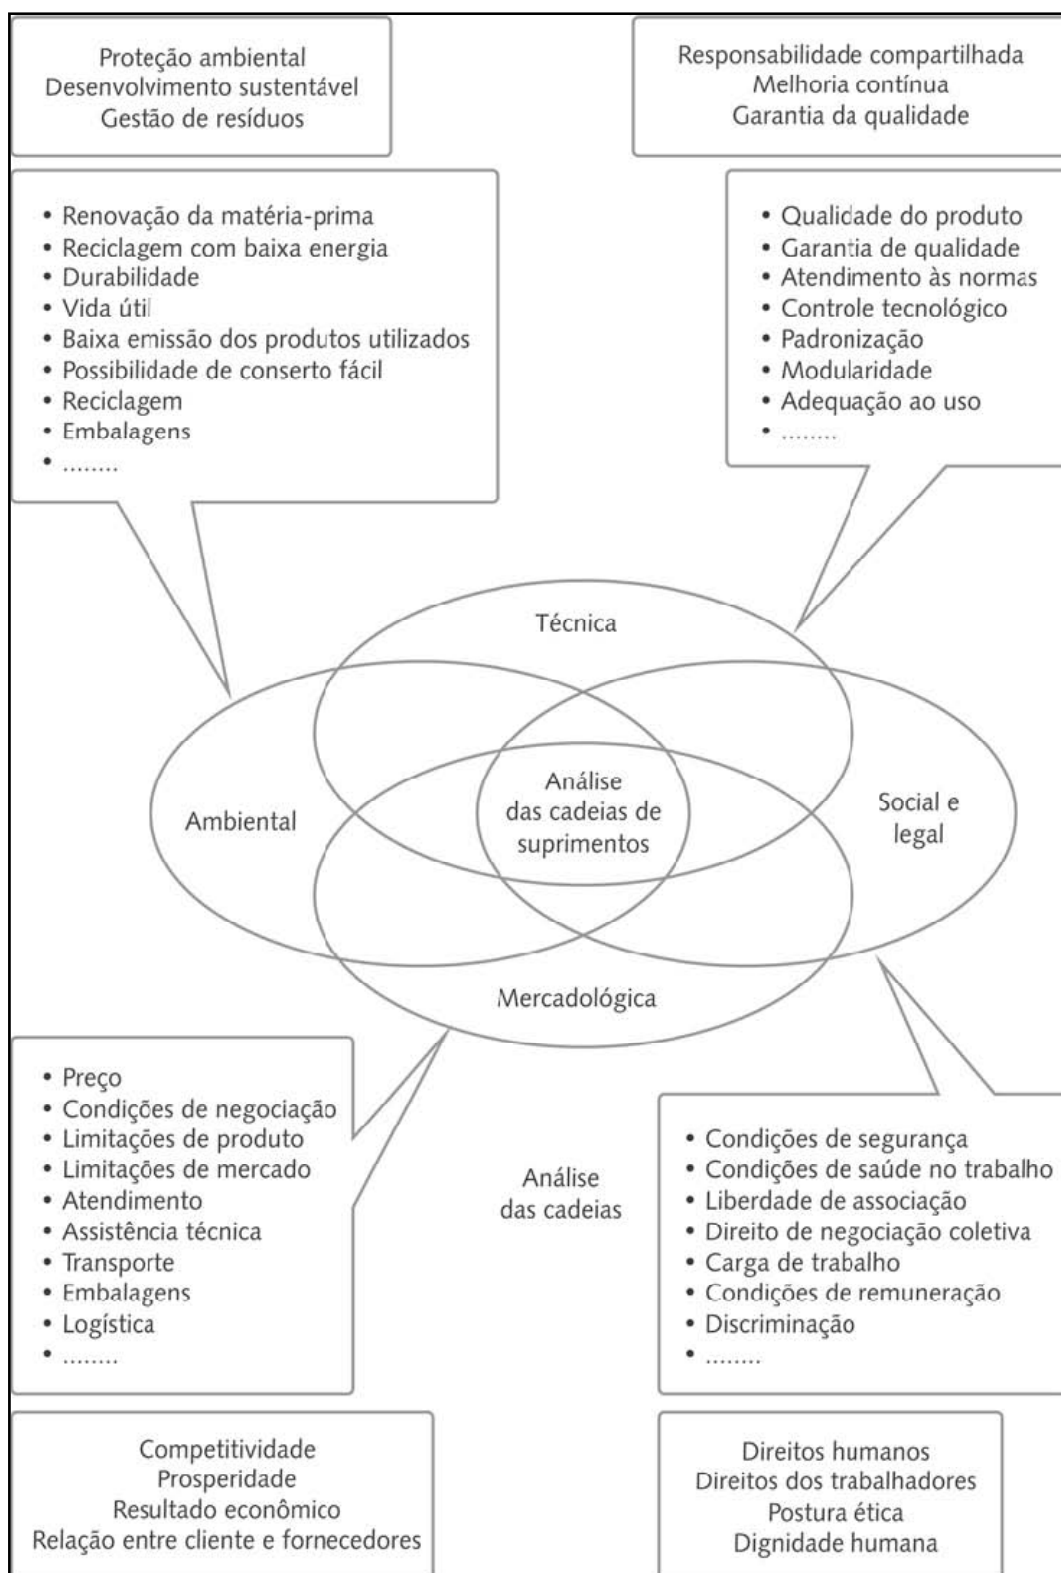 Proteção ambiental
Desenvolvimento sustentável
Gestão de resíduos
Responsabilidade compartilhada
Melhoria contínua
Garantia da qualidade
• Renovação da matéria-prima
• Reciclagem com baixa energia
• Durabilidade
• Vida útil
• Baixa emissão dos produtos utilizados
• Possibilidade de conserto fácil
• Reciclagem
• Embalagens
• ........
• Qualidade do produto
• Garantia de qualidade
• Atendimento às normas
• Controle tecnológico
• Padronização
• Modularidade
• Adequação ao uso
• ........
Técnica
Ambiental
Análise
das cadeias de
suprimentos
Social e
legal
Mercadológica
• Preço
• Condições de negociação
• Limitações de produto
• Limitações de mercado
• Atendimento
• Assistência técnica
• Transporte
• Embalagens
• Logística
• ........
Análise
das cadeias
• Condições de segurança
• Condições de saúde no trabalho
• Liberdade de associação
• Direito de negociação coletiva
• Carga de trabalho
• Condições de remuneração
• Discriminação
• ........
Competitividade
Prosperidade
Resultado econômico
Relação entre cliente e fornecedores
Direitos humanos
Direitos dos trabalhadores
Postura ética
Dignidade humana